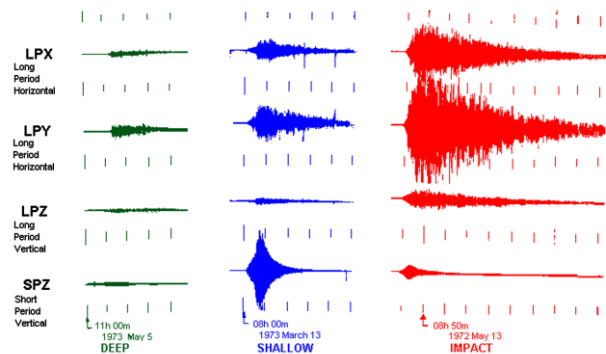 LPX
Long
Period
Horizontal
LPY
Long
Period
Horizontal
LPZ
Long
Period
Vertical
SPZ
Short
Period
Vertical
11h 00m
1973 May 5
DEEP
08h 00m
1973 March 13
SHALLOW
08h 50m
1972 May 13
IMPACT